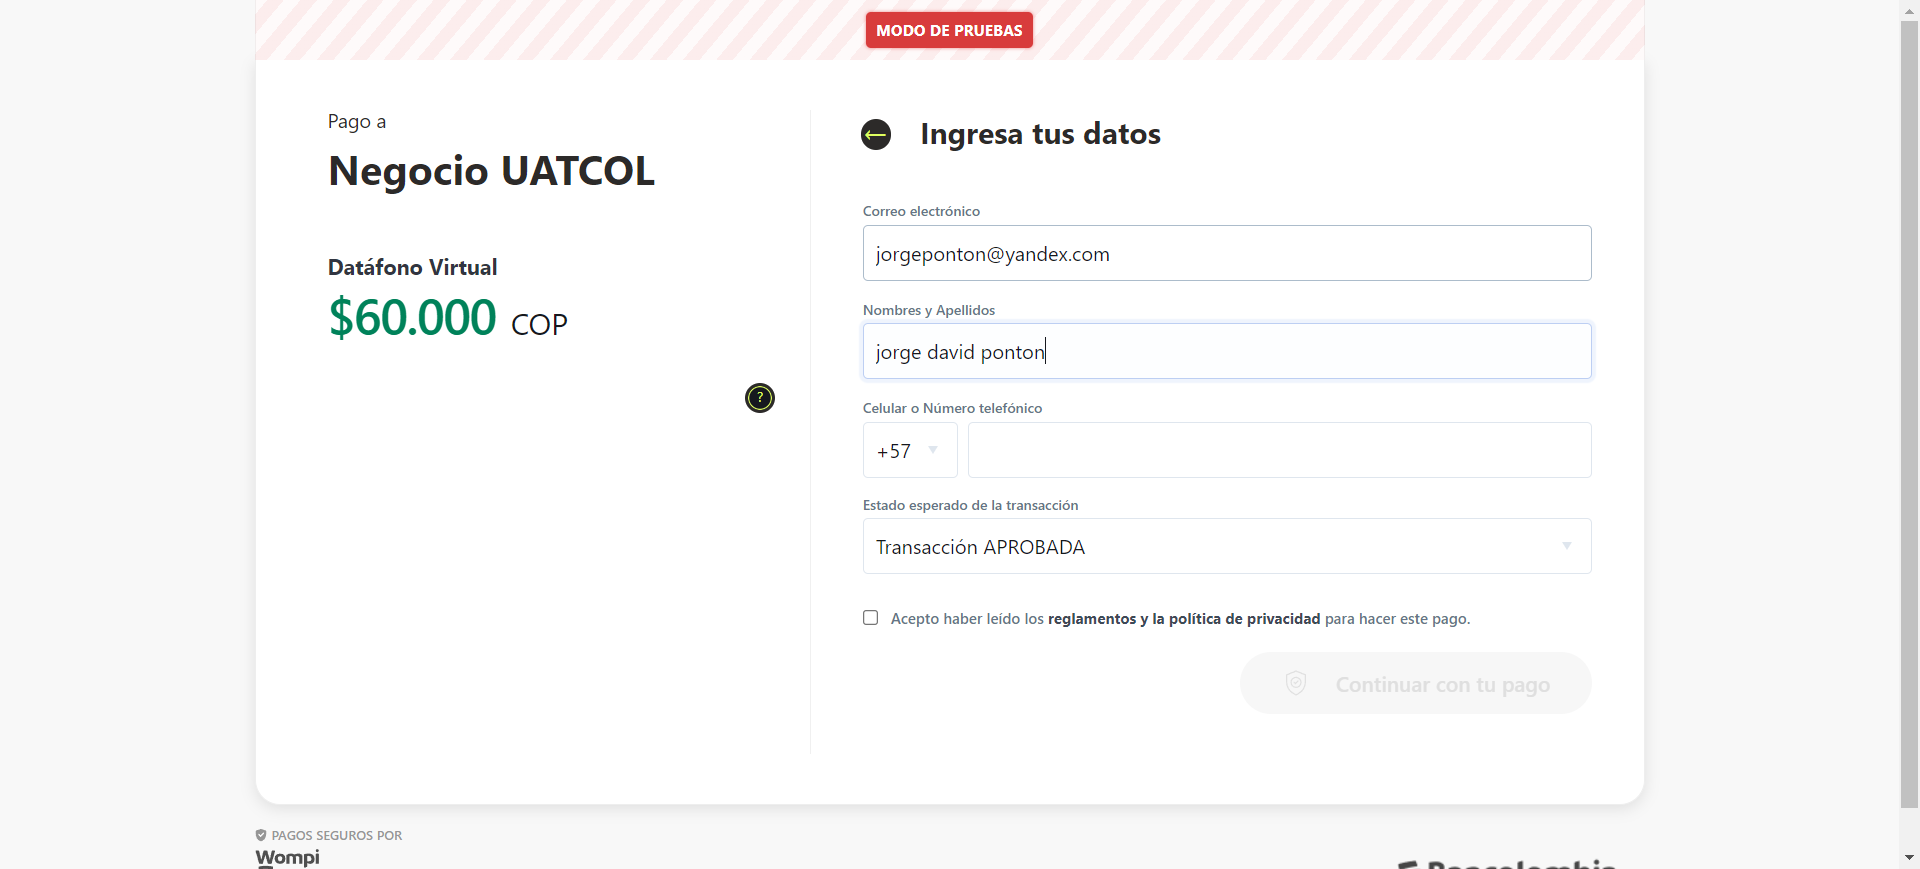 MODO DE PRUEBAS
Pago a
Negocio UATCOL
Datáfono Virtual
$60.000 COP
?
Ingresa tus datos
Correo electrónico
jorgeponton@yandex.com
Nombres y Apellidos
jorge david ponton
Celular o Número telefónico
+57
Estado esperado de la transacción
Transacción APROBADA
Acepto haber leído los reglamentos y la política de privacidad para hacer este pago.
Continuar con tu pago
PAGOS SEGUROS POR
Wompi
Bancolombia